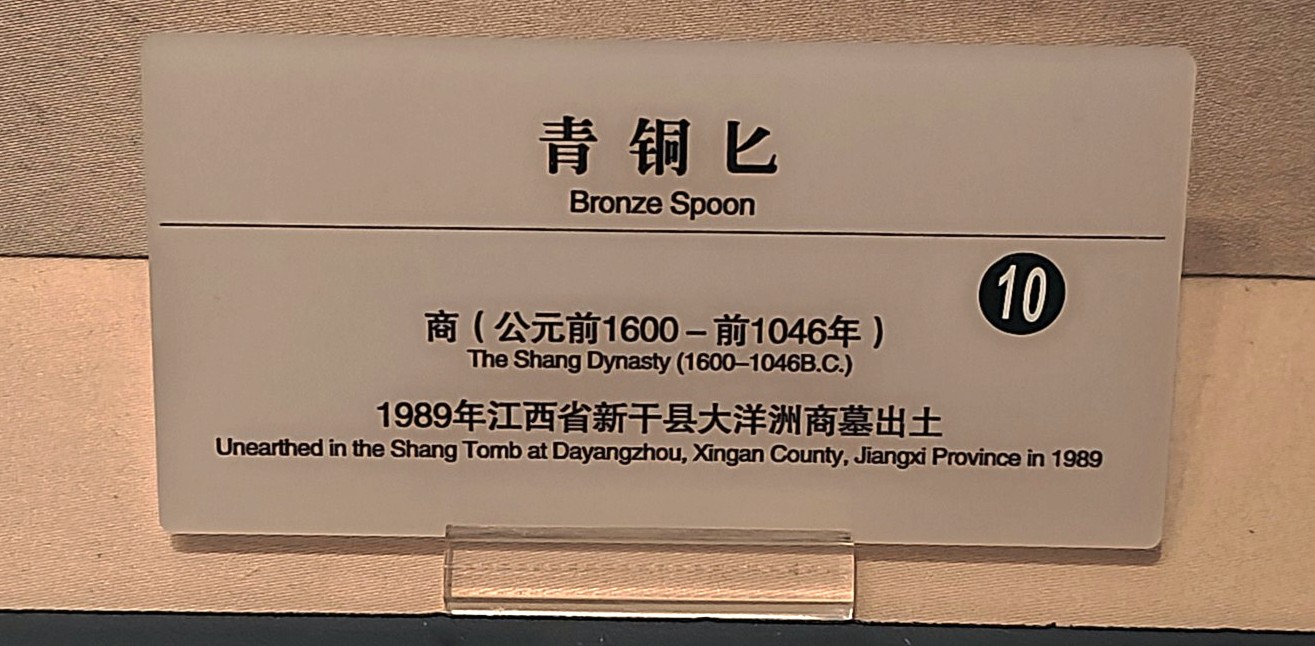 青铜匕
Bronze Spoon
10
商（公元前1600－前1046年）
The Shang Dynasty (1600–1046B.C.)
1989年江西省新干县大洋洲商墓出土
Unearthed in the Shang Tomb at Dayangzhou, Xingan County, Jiangxi Province in 1989